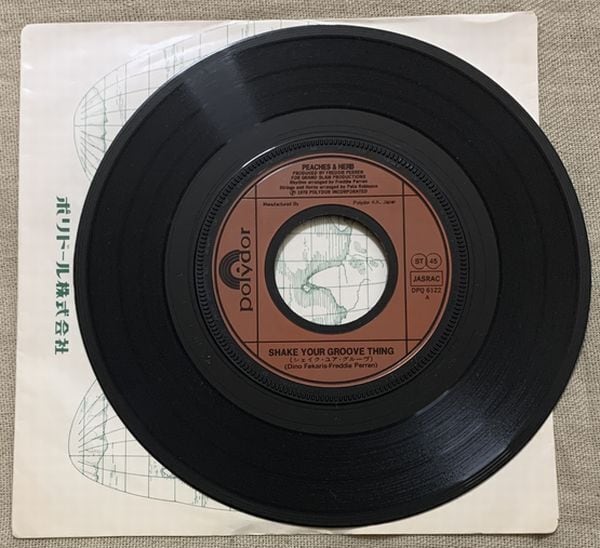 PEACHES & HERB
PRODUCED BY FREDDIE PERREN
FOR GRAND SLAM PRODUCTIONS
Rhythm arranged by Freddie Perren
Strings and Horns arranged by Pete Robinson
Ⓟ 1978 POLYDOR INCORPORATED
Manufactured By
Polydor K.K., Japan
polydor
ST 45
JASRAC
DPQ 6122
A
SHAKE YOUR GROOVE THING
(シェイク・ユア・グルーヴ)
(Dino Fekaris-Freddie Perren)
ポリドール株式会社